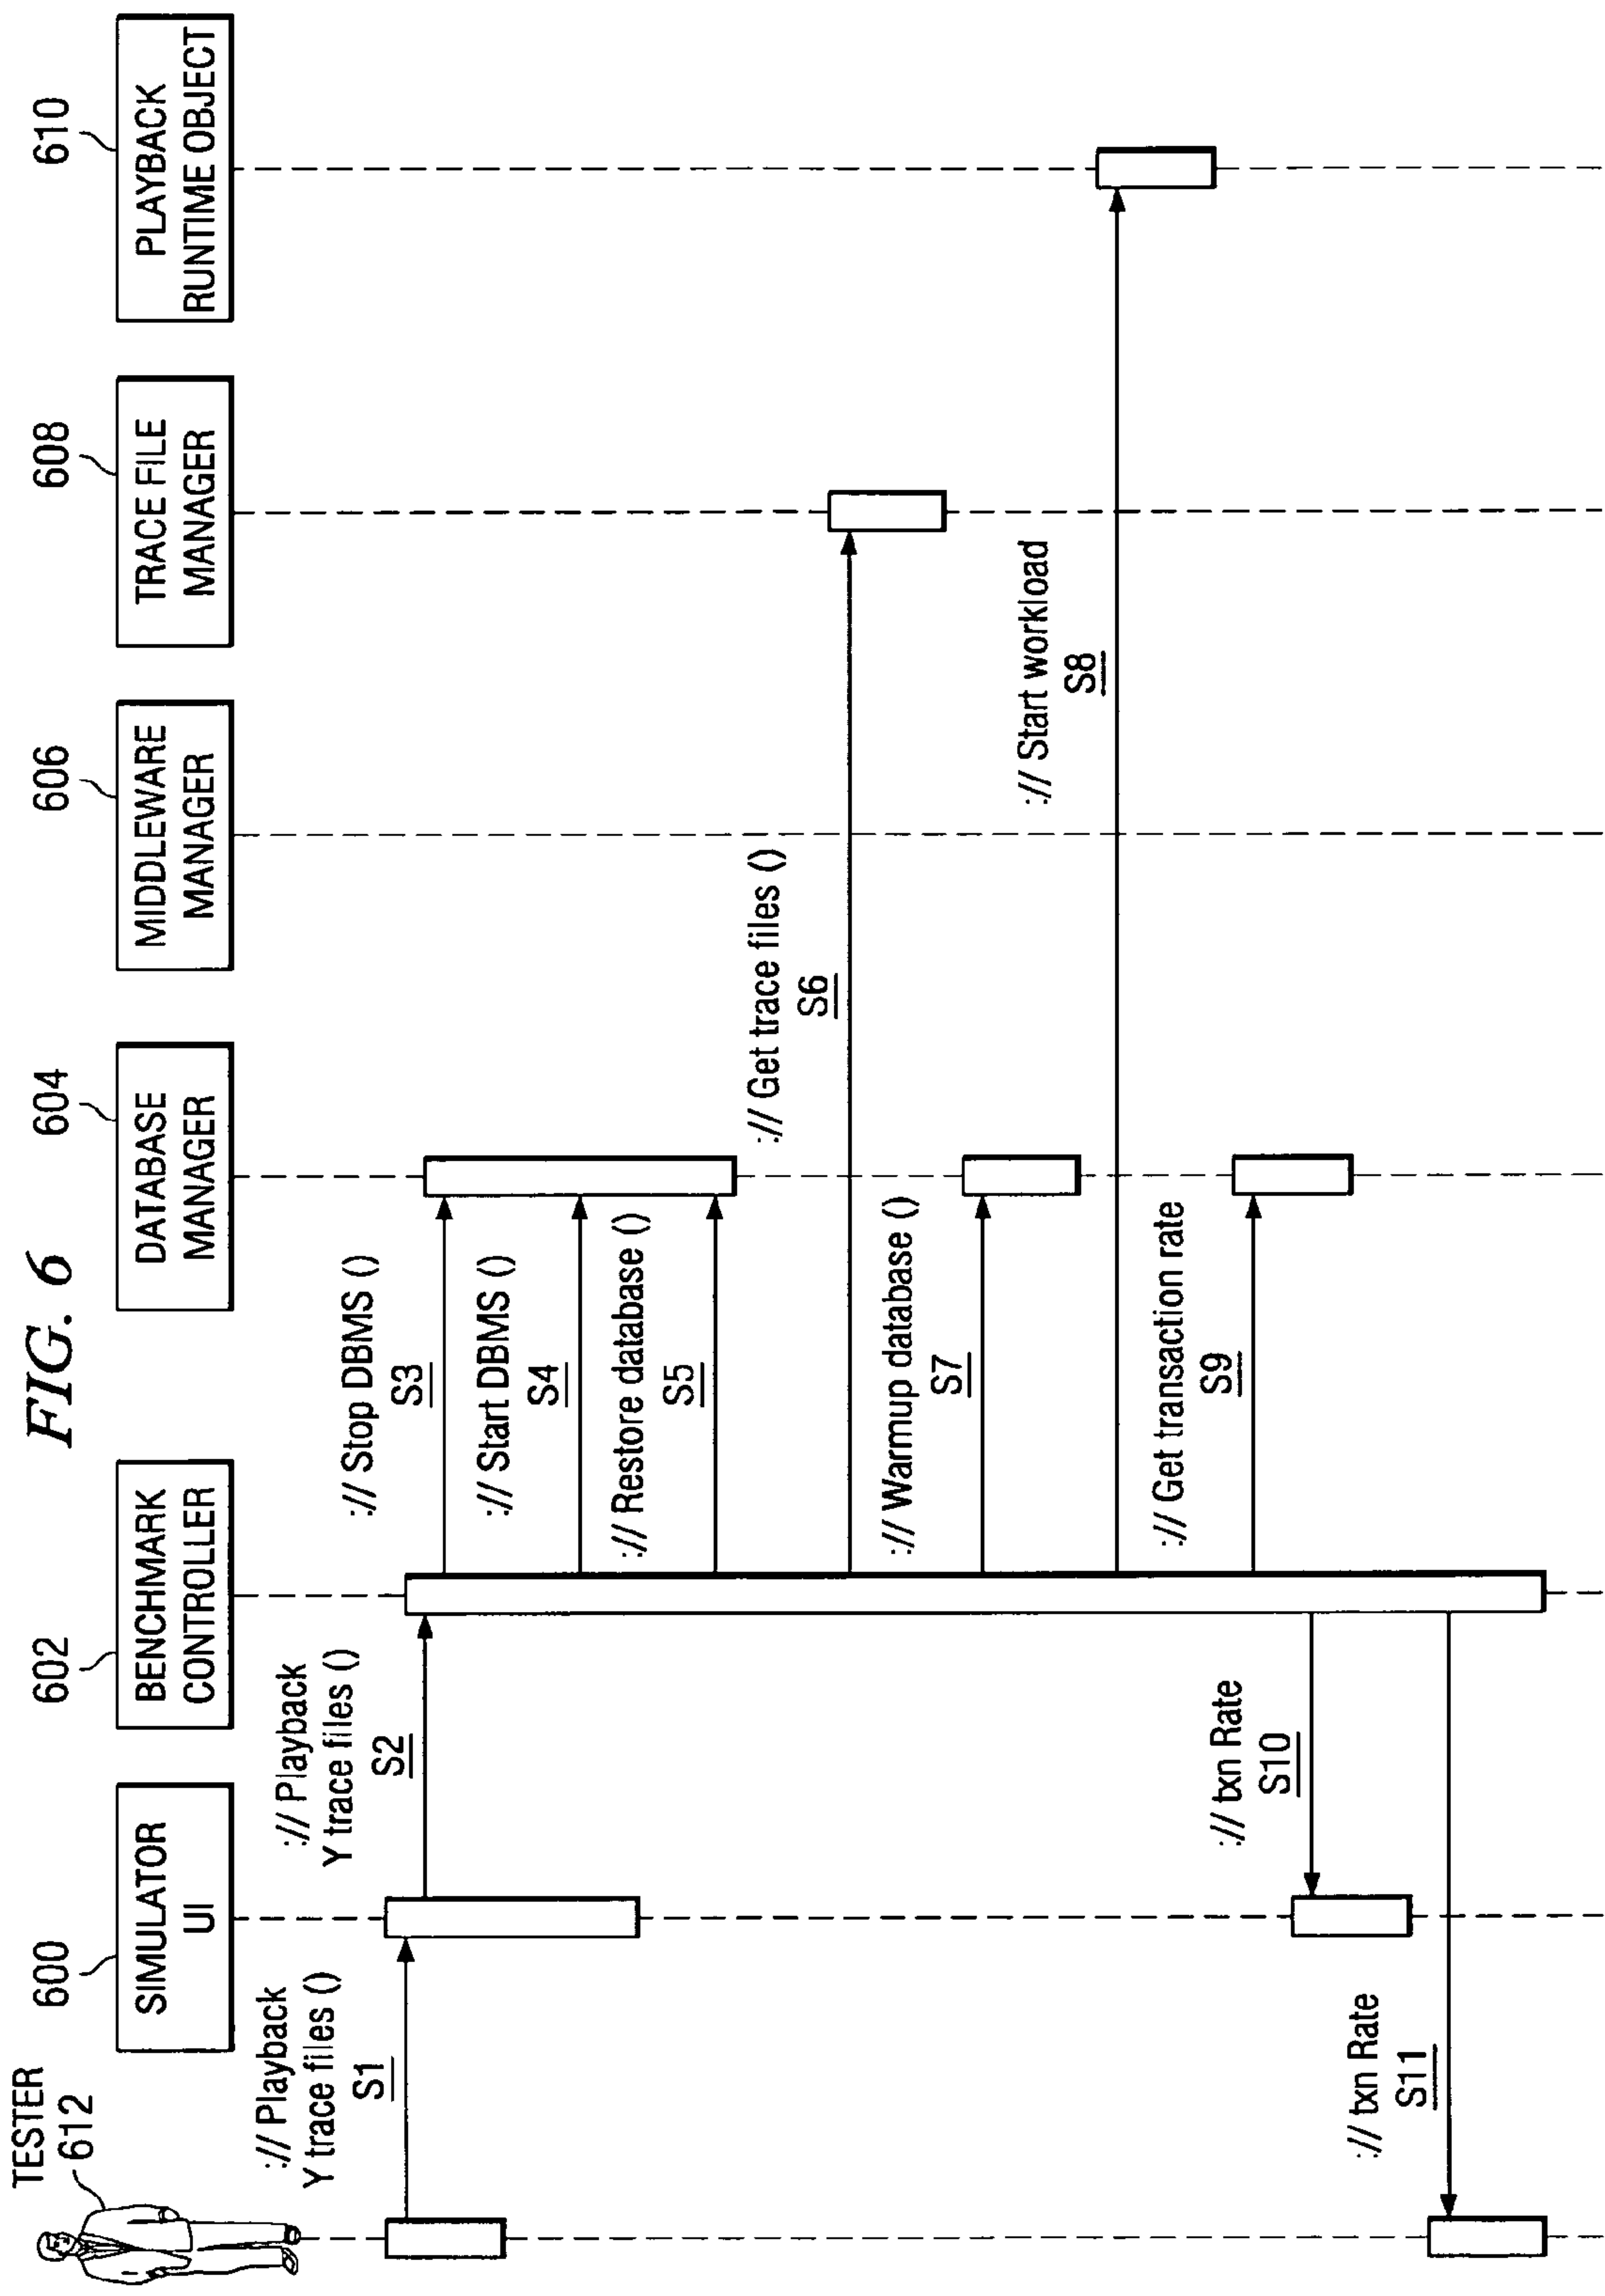 FIG. 6
TESTER
612
600
SIMULATOR
UI
602
BENCHMARK
CONTROLLER
604
DATABASE
MANAGER
606
MIDDLEWARE
MANAGER
608
TRACE FILE
MANAGER
610
PLAYBACK
RUNTIME OBJECT
:// Playback
Y trace files ()
S1
:// Playback
Y trace files ()
S2
:// Stop DBMS ()
S3
:// Start DBMS ()
S4
:// Restore database ()
S5
:// Get trace files ()
S6
:// Warmup database ()
S7
:// Start workload
S8
:// Get transaction rate
S9
:// txn Rate
S10
:// txn Rate
S11